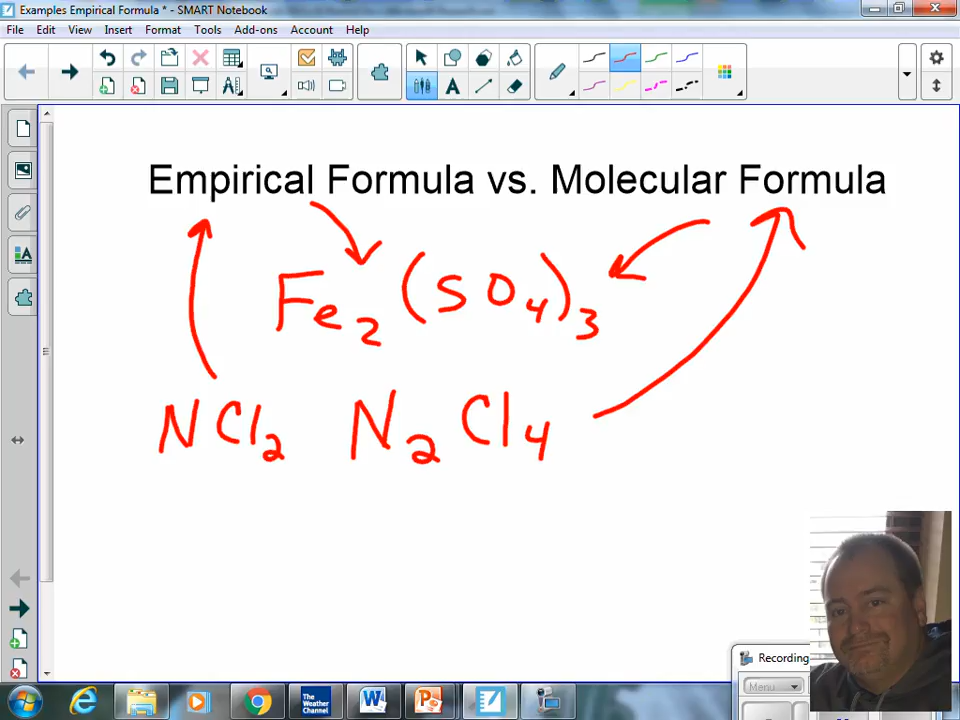 Examples Empirical Formula * - SMART Notebook
File Edit View Insert Format Tools Add-ons Account Help
Empirical Formula vs. Molecular Formula
Fe₂(SO₄)₃
NCl₂ N₂Cl₄
Recording
Menu
The Weather Channel